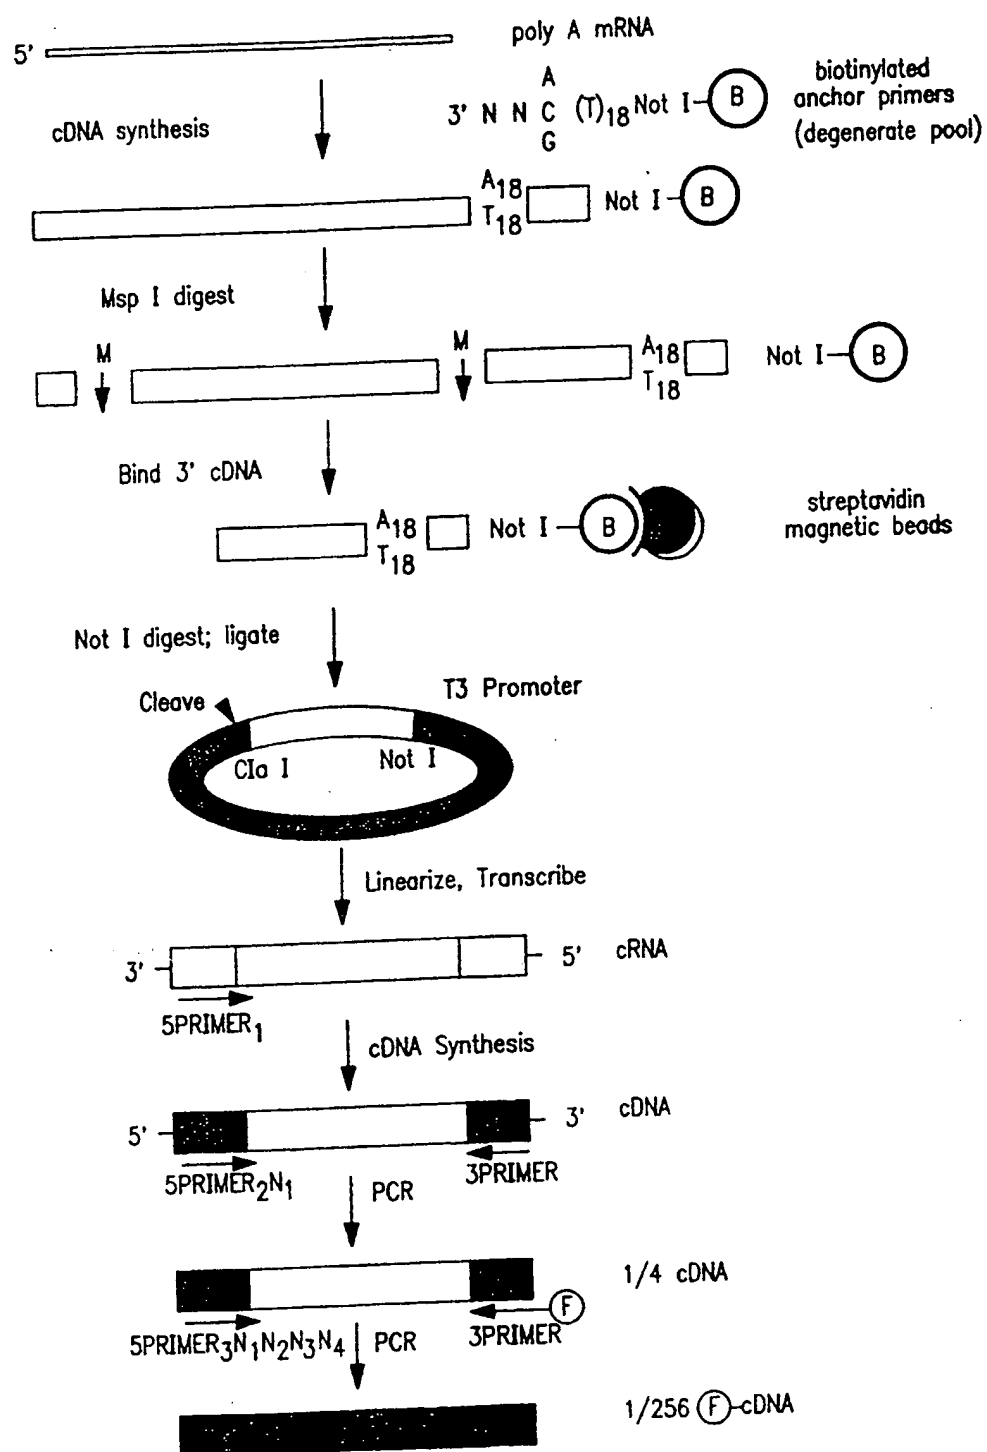 poly A mRNA
5'
A
3' N N C (T)18 Not I B
G
biotinylated
anchor primers
(degenerate pool)
cDNA synthesis
A18
T18
Not I B
Msp I digest
M
M
A18
T18
Not I B
Bind 3' cDNA
A18
T18
Not I B
streptavidin
magnetic beads
Not I digest; ligate
T3 Promoter
Cleave
Cla I
Not I
Linearize, Transcribe
3'
5'
cRNA
5PRIMER1
cDNA Synthesis
5'
3'
cDNA
5PRIMER2N1
3PRIMER
PCR
1/4 cDNA
F
5PRIMER3N1N2N3N4
PCR
3PRIMER
1/256 F-cDNA